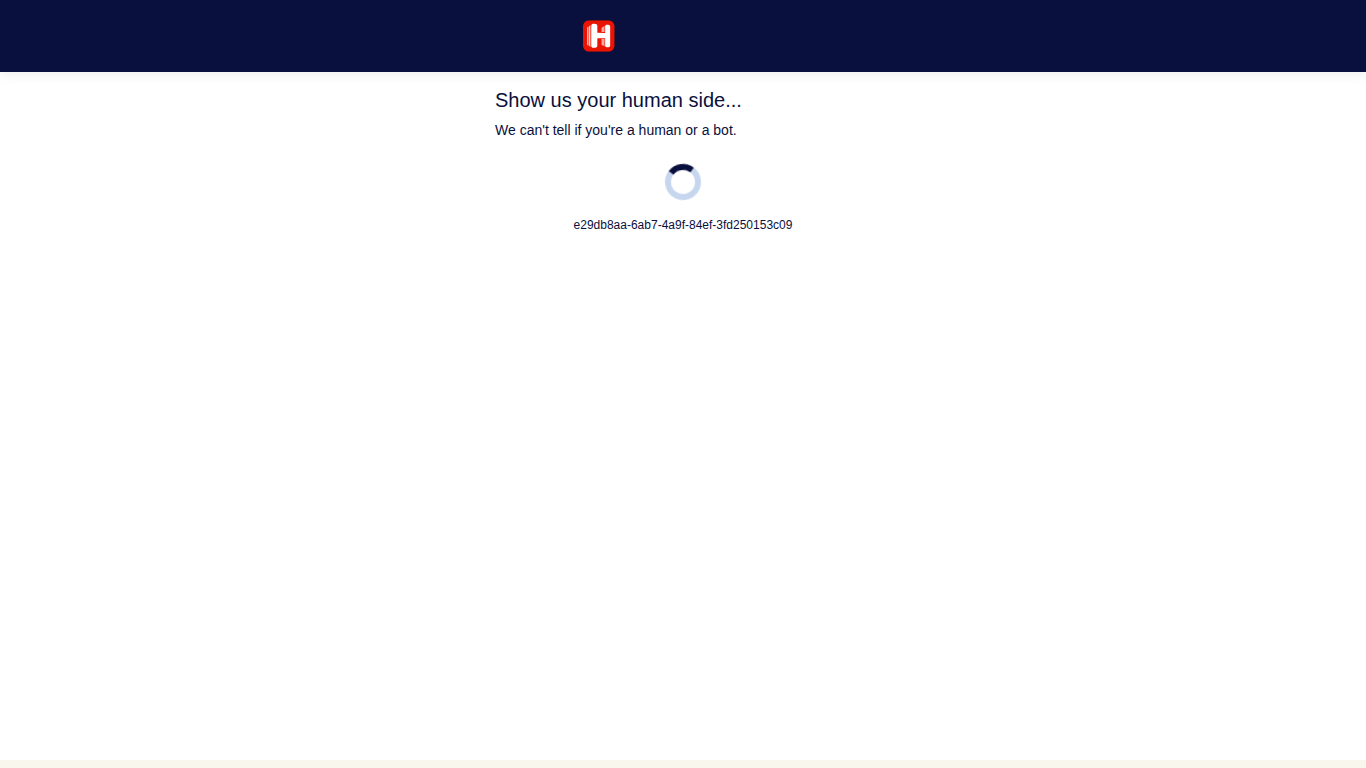 H
Show us your human side...
We can't tell if you're a human or a bot.
e29db8aa-6ab7-4a9f-84ef-3fd250153c09